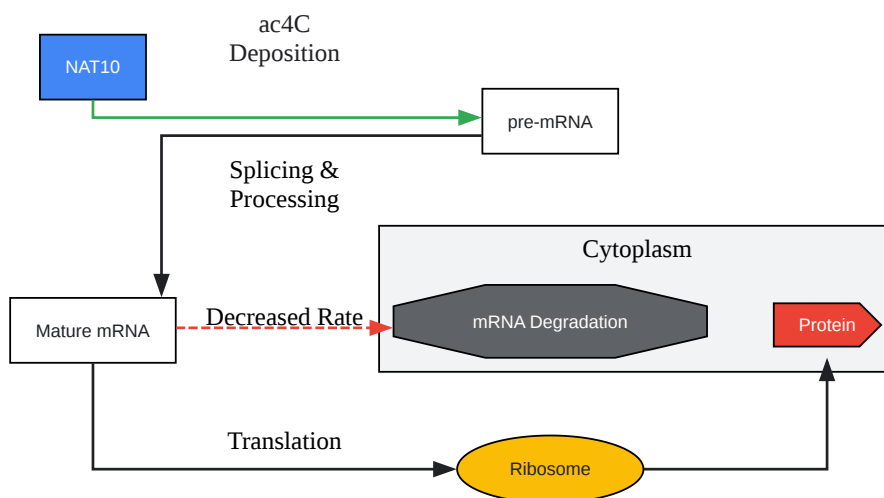 ac4C
Deposition
NAT10
pre-mRNA
Splicing &
Processing
Cytoplasm
Mature mRNA
Decreased Rate
mRNA Degradation
Protein
Translation
Ribosome